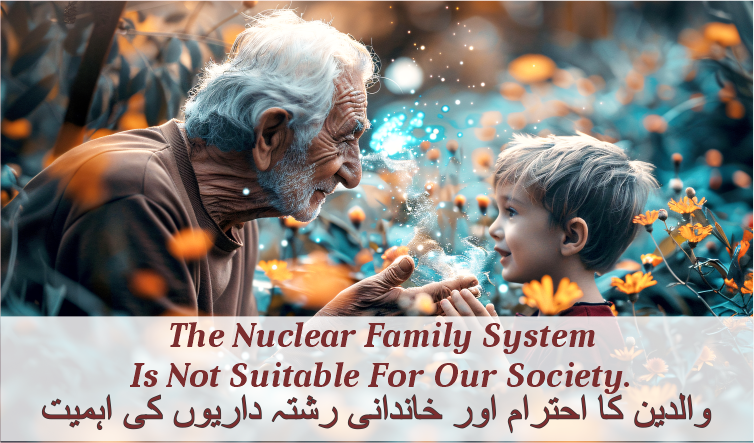 The Nuclear Family System
Is Not Suitable For Our Society.
والدین کا احترام اور خاندانی رشتہ داریوں کی اہمیت